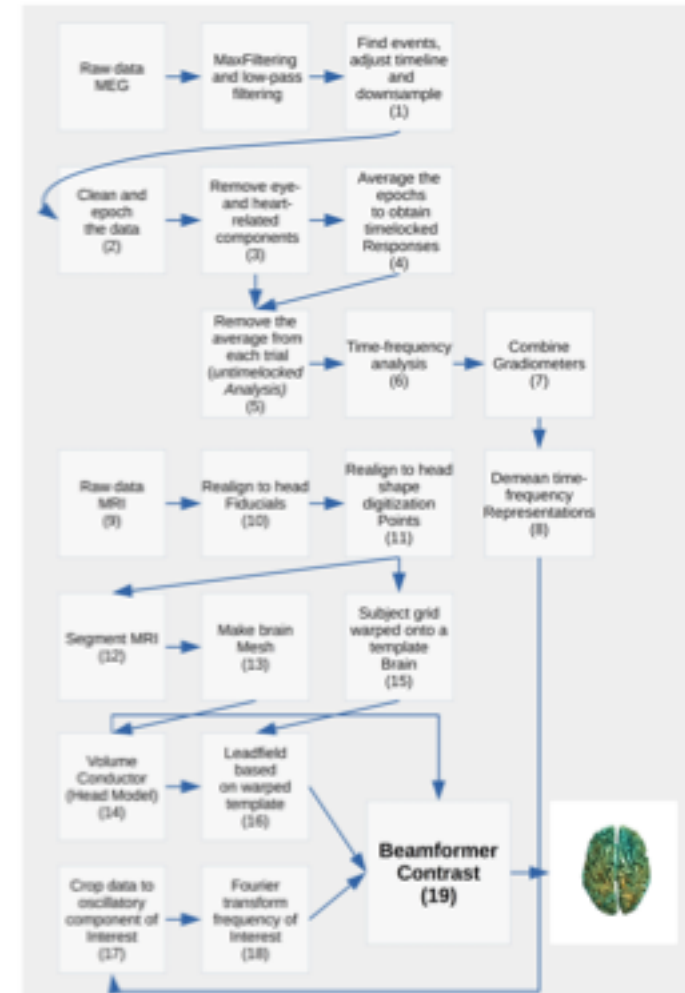 Raw data
MEG
MaxFiltering
and low-pass
filtering
Find events,
adjust timeline
and
downsample
(1)
Clean and
epoch
the data
(2)
Remove eye-
and heart-
related
components
(3)
Average the
epochs
to obtain
timelocked
Responses
(4)
Remove the
average from
each trial
(untimelocked
Analysis)
(5)
Time-frequency
analysis
(6)
Combine
Gradiometers
(7)
Raw data
MRI
(9)
Realign to head
Fiducials
(10)
Realign to head
shape
digitization
Points
(11)
Demean time-
frequency
Representations
(8)
Segment MRI
(12)
Make brain
Mesh
(13)
Subject grid
warped onto a
template
Brain
(15)
Volume
Conductor
(Head Model)
(14)
Leadfield
based
on warped
template
(16)
Beamformer
Contrast
(19)
Crop data to
oscillatory
component of
Interest
(17)
Fourier
transform
frequency of
Interest
(18)